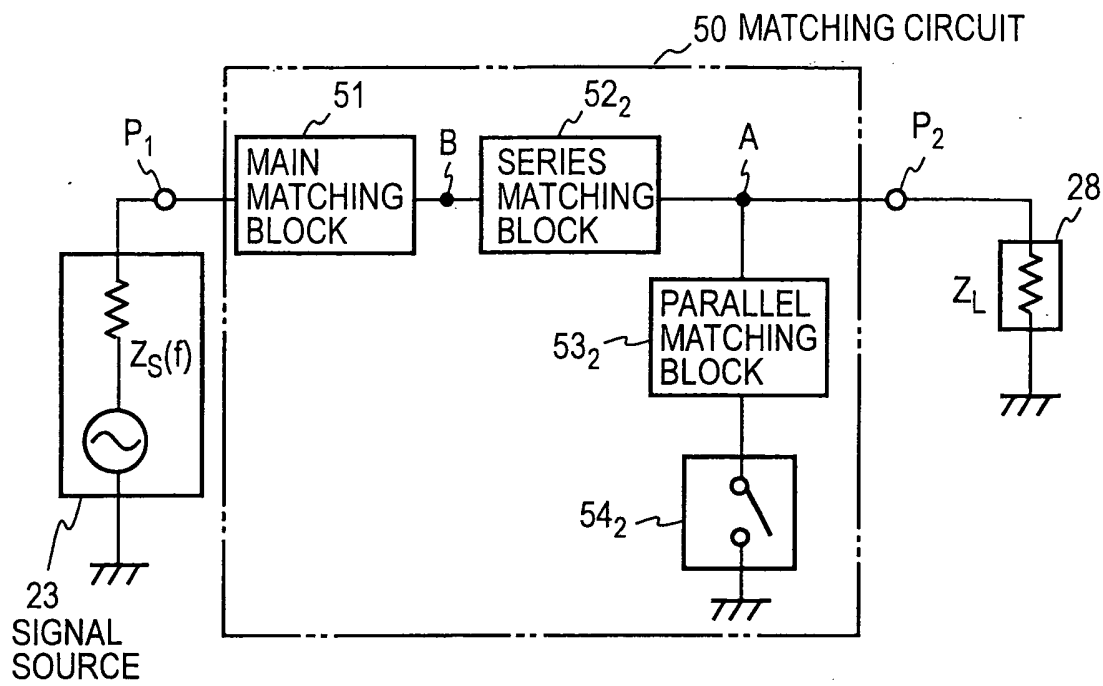 50 MATCHING CIRCUIT
51
52₂
P₁
B
A
P₂
MAIN
MATCHING
BLOCK
SERIES
MATCHING
BLOCK
28
Z_S(f)
PARALLEL
MATCHING
BLOCK
53₂
Z_L
54₂
23
SIGNAL
SOURCE